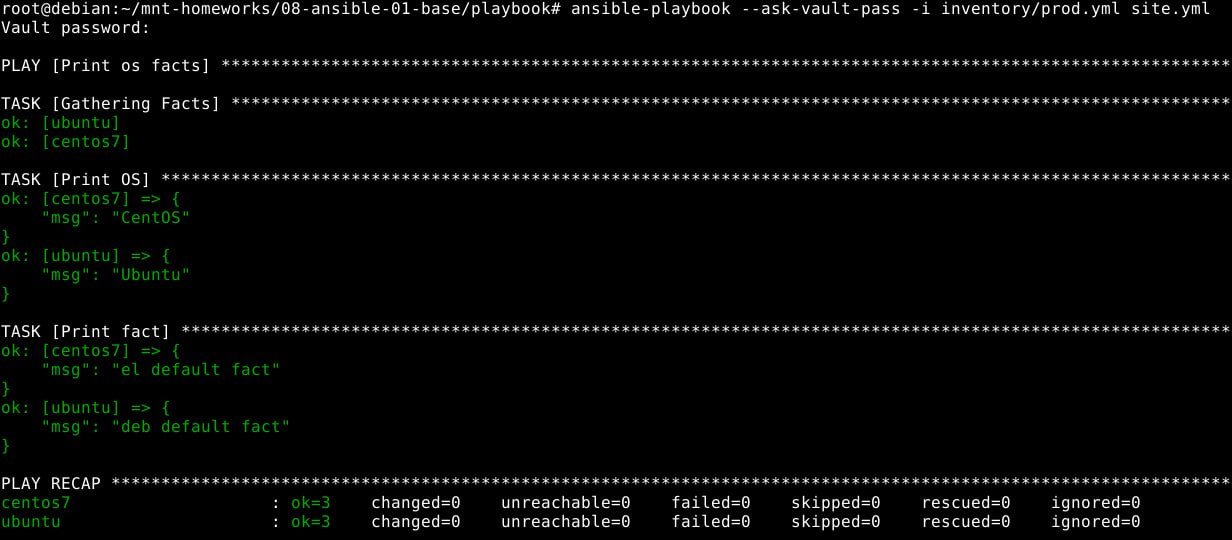 root@debian:~/mnt-homeworks/08-ansible-01-base/playbook# ansible-playbook --ask-vault-pass -i inventory/prod.yml site.yml
Vault password:
PLAY [Print os facts] *****************************************************************************************************
TASK [Gathering Facts] ****************************************************************************************************
ok: [ubuntu]
ok: [centos7]
TASK [Print OS] ***********************************************************************************************************
ok: [centos7] => {
    "msg": "CentOS"
}
ok: [ubuntu] => {
    "msg": "Ubuntu"
}
TASK [Print fact] *********************************************************************************************************
ok: [centos7] => {
    "msg": "el default fact"
}
ok: [ubuntu] => {
    "msg": "deb default fact"
}
PLAY RECAP ****************************************************************************************************************
centos7                    : ok=3    changed=0    unreachable=0    failed=0    skipped=0    rescued=0    ignored=0
ubuntu                     : ok=3    changed=0    unreachable=0    failed=0    skipped=0    rescued=0    ignored=0